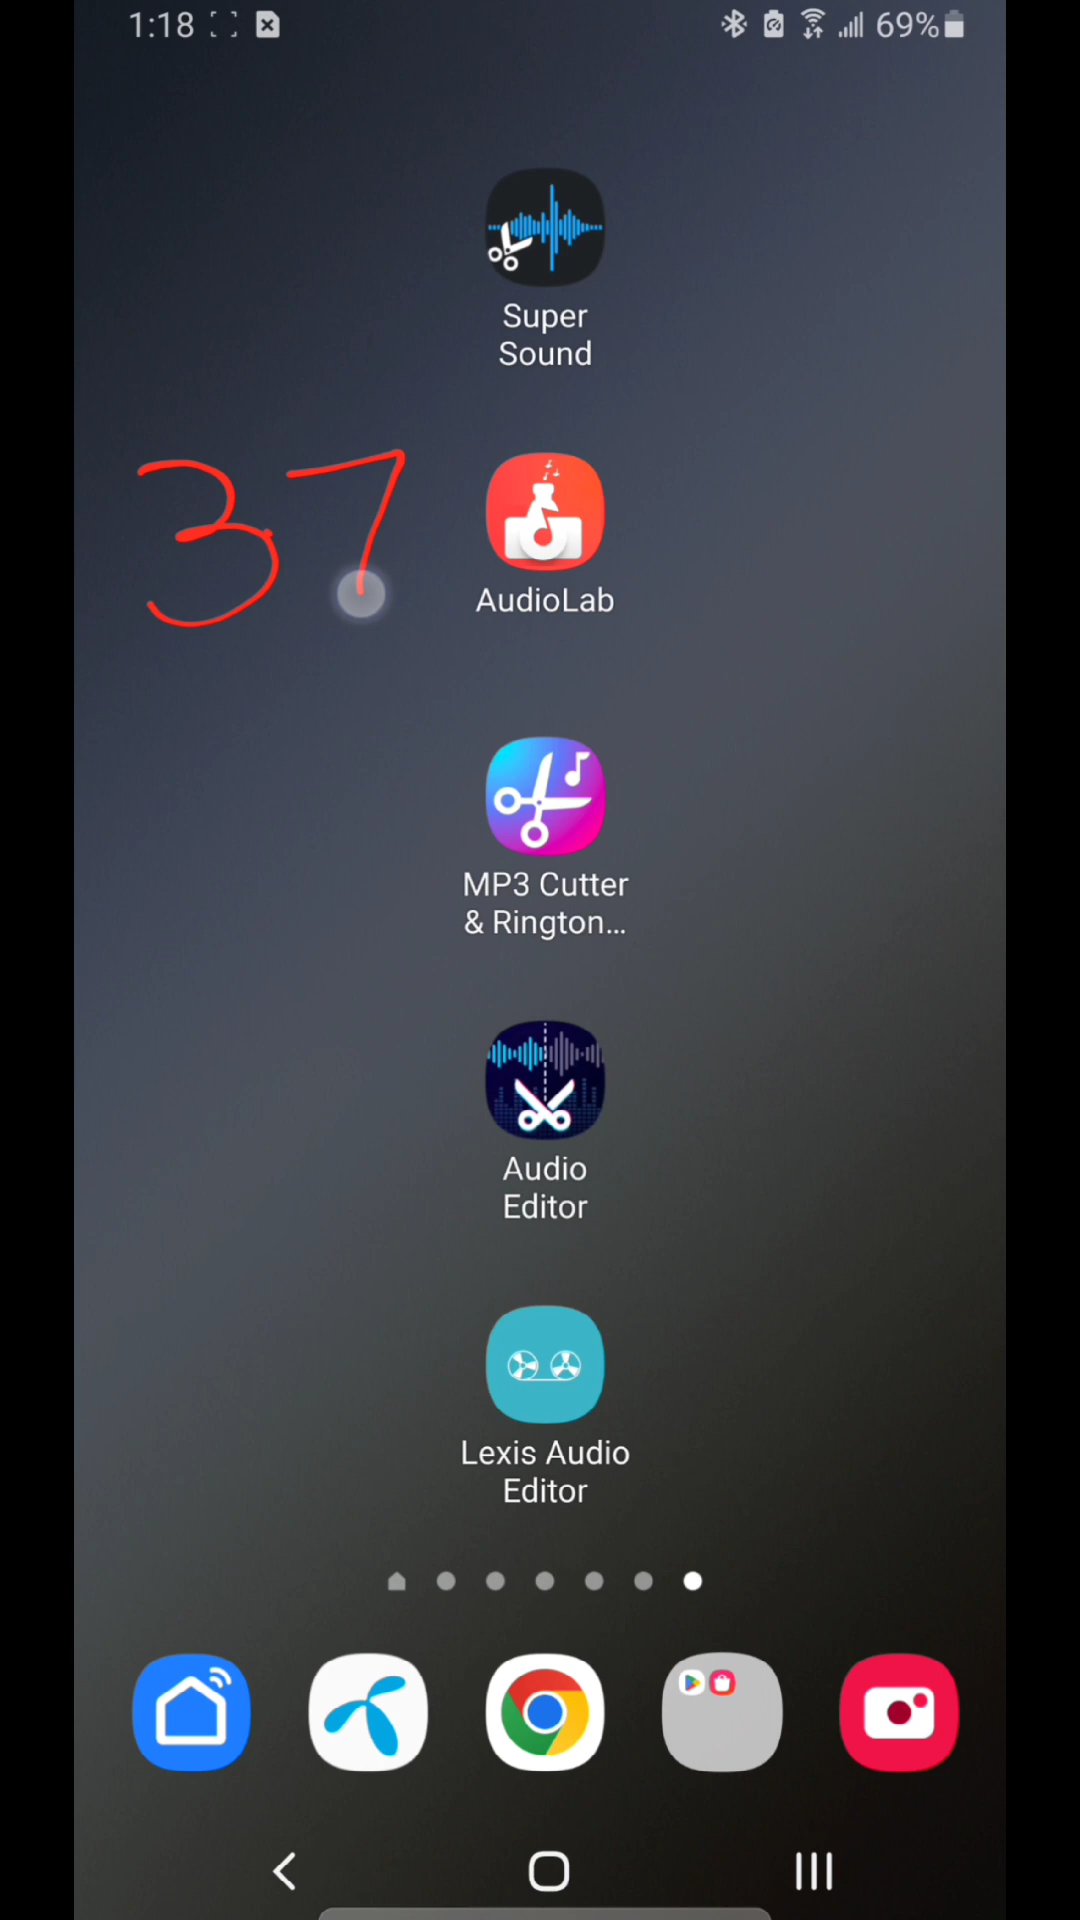 1:18 69%
Super
Sound
37
AudioLab
MP3 Cutter
& Rington...
Audio
Editor
Lexis Audio
Editor